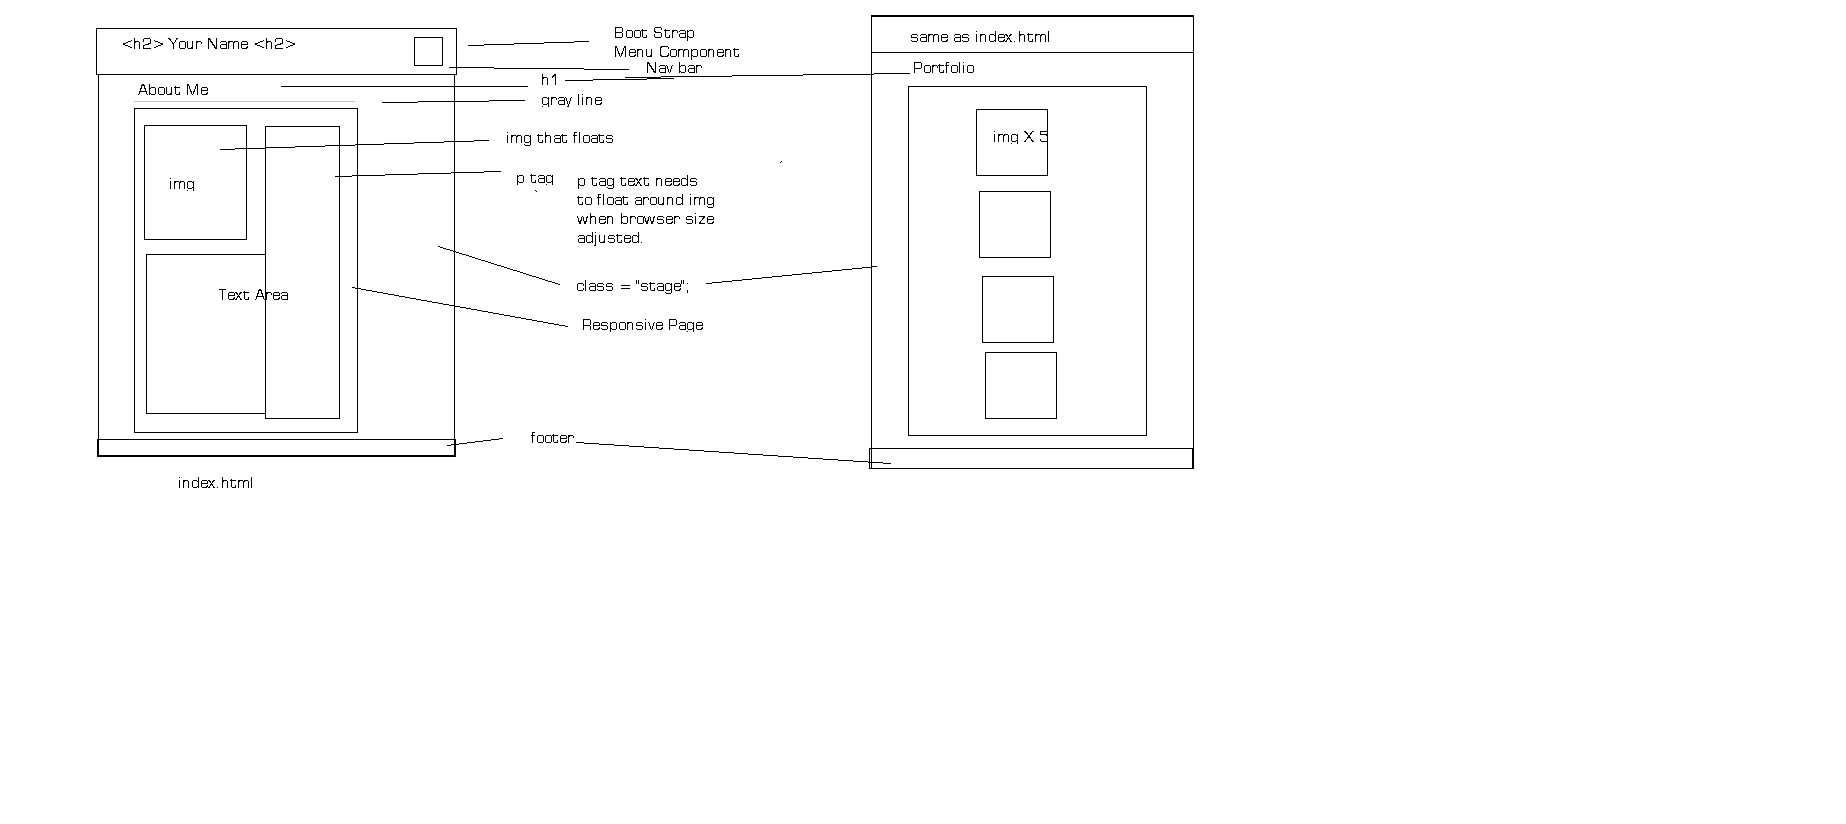 <h2> Your Name <h2>
Boot Strap
Menu Component
Nav bar
h1
About Me
gray line
img that floats
img
p tag
p tag text needs
to float around img
when browser size
adjusted.
Text Area
class = "stage";
Responsive Page
footer
index.html
same as index.html
Portfolio
img X 5